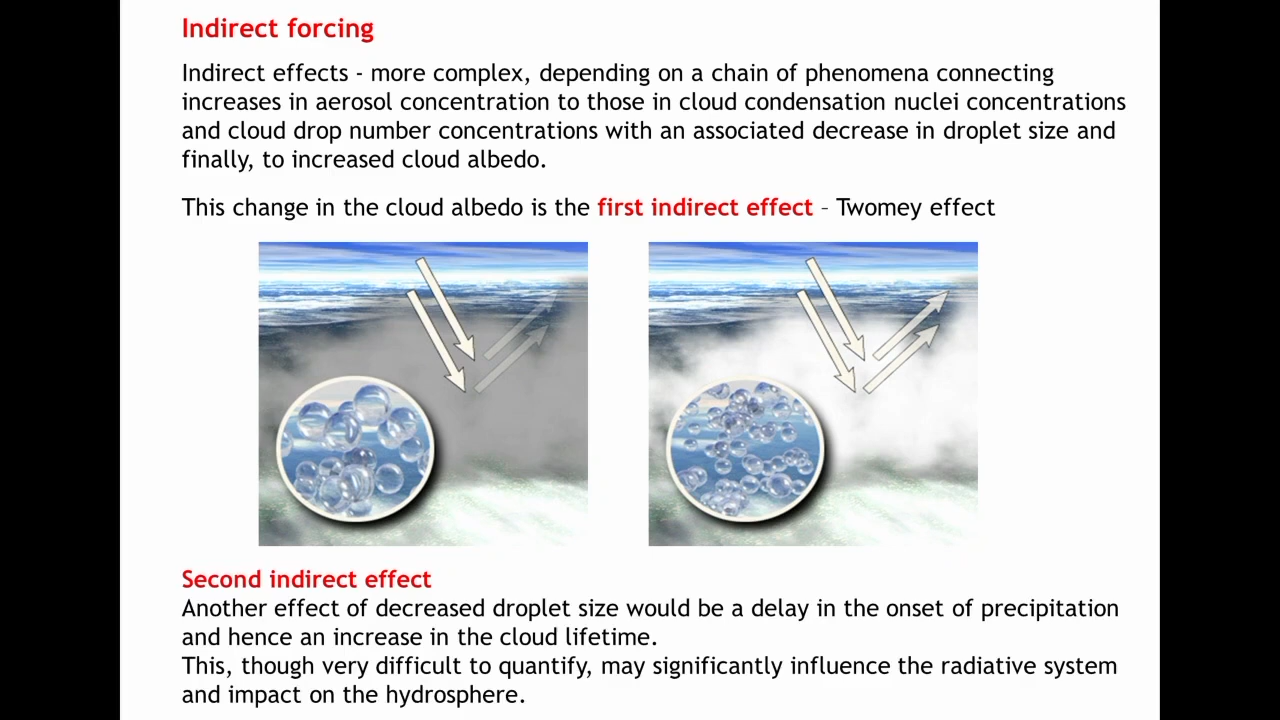 Indirect forcing
Indirect effects - more complex, depending on a chain of phenomena connecting
increases in aerosol concentration to those in cloud condensation nuclei concentrations
and cloud drop number concentrations with an associated decrease in droplet size and
finally, to increased cloud albedo.
This change in the cloud albedo is the first indirect effect – Twomey effect
Second indirect effect
Another effect of decreased droplet size would be a delay in the onset of precipitation
and hence an increase in the cloud lifetime.
This, though very difficult to quantify, may significantly influence the radiative system
and impact on the hydrosphere.